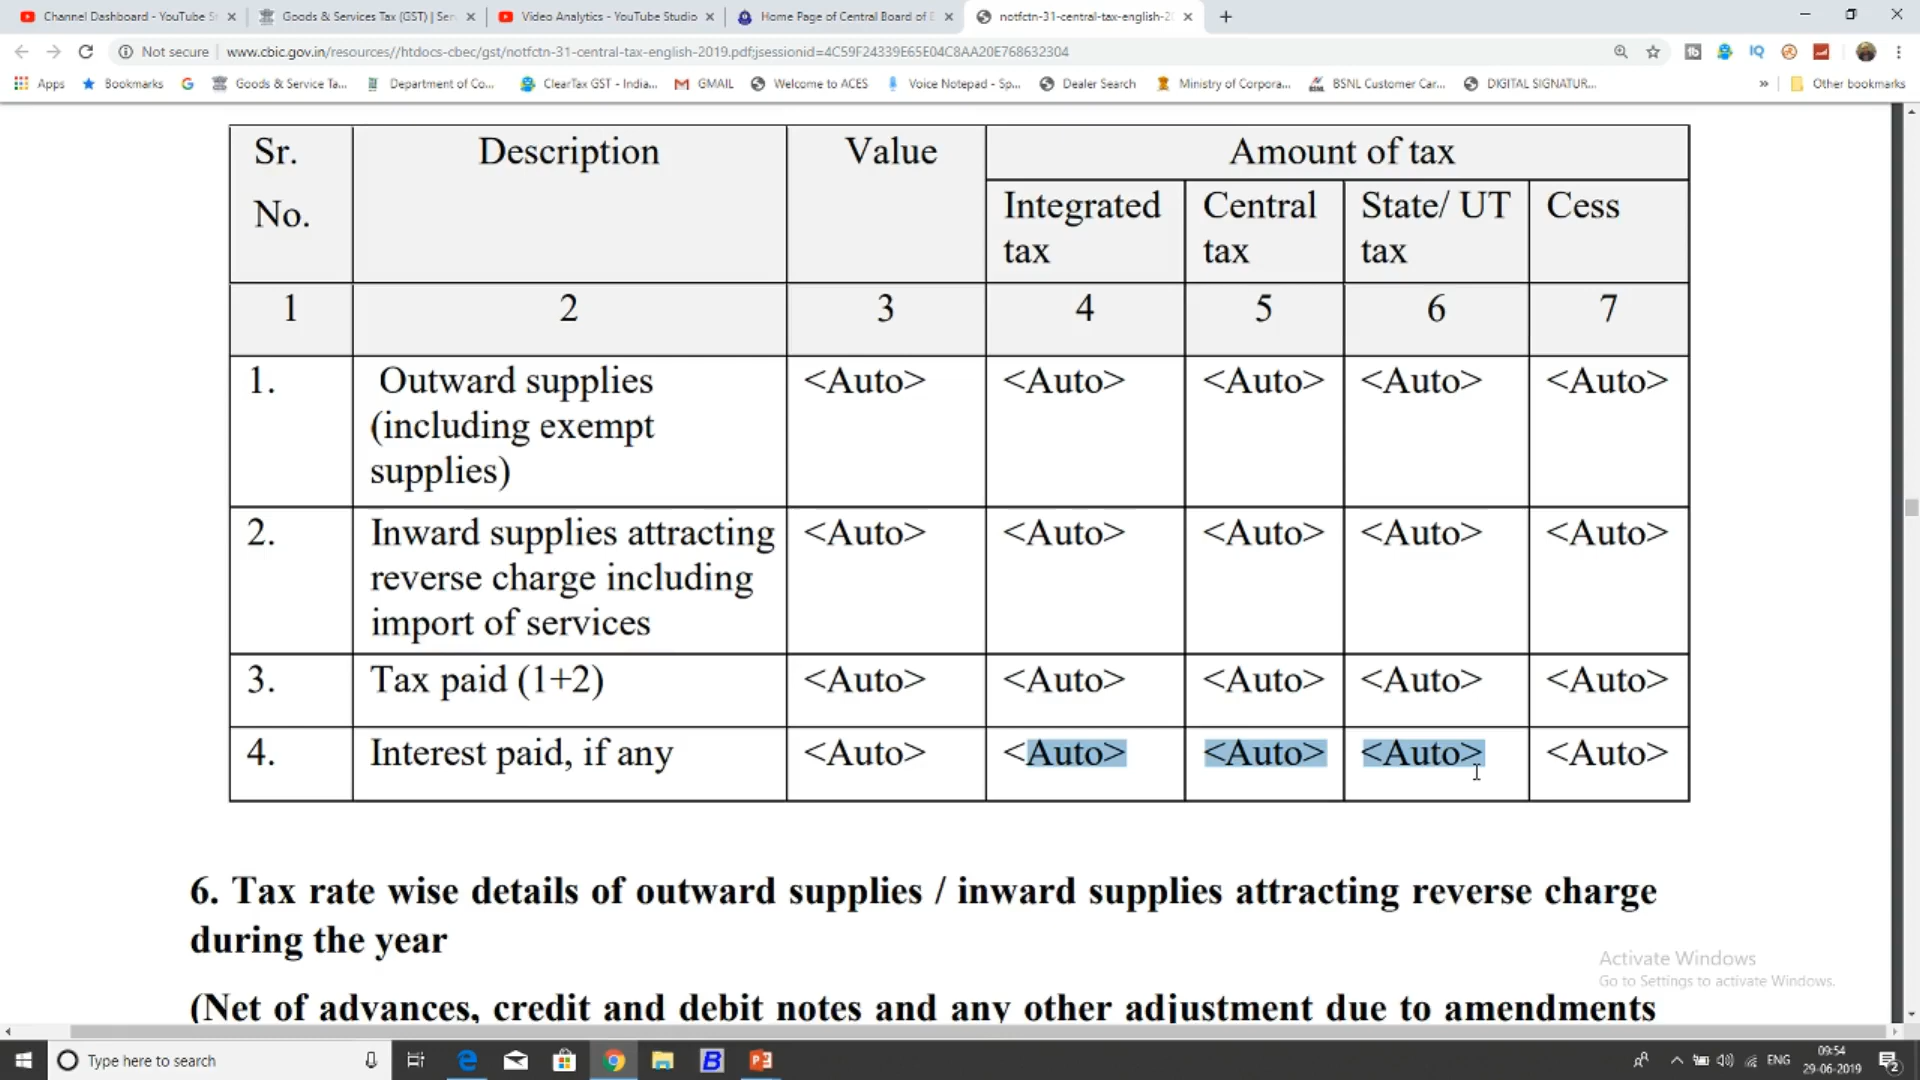 Channel Dashboard - YouTube S
Goods & Services Tax (GST) | Ser
Video Analytics - YouTube Studio
Home Page of Central Board of E
notfctn-31-central-tax-english-2
Not secure
www.cbic.gov.in/resources//htdocs-cbec/gst/notfctn-31-central-tax-english-2019.pdf;jsessionid=4C59F24339E65E04C8AA20E768632304
Apps
Bookmarks
Goods & Service Ta...
Department of Co...
ClearTax GST - India...
GMAIL
Welcome to ACES
Voice Notepad - Sp...
Dealer Search
Ministry of Corpora...
BSNL Customer Car...
DIGITAL SIGNATUR...
»
Other bookmarks
Sr.
No.
Description
Value
Amount of tax
Integrated
tax
Central
tax
State/ UT
tax
Cess
1 2 3 4 5 6 7
1.
Outward supplies
(including exempt
supplies)
<Auto> <Auto> <Auto> <Auto> <Auto>
2.
Inward supplies attracting
reverse charge including
import of services
<Auto> <Auto> <Auto> <Auto> <Auto>
3. Tax paid (1+2) <Auto> <Auto> <Auto> <Auto> <Auto>
4. Interest paid, if any <Auto> <Auto> <Auto> <Auto> <Auto>
6. Tax rate wise details of outward supplies / inward supplies attracting reverse charge
during the year
(Net of advances, credit and debit notes and any other adjustment due to amendments
Activate Windows
Go to Settings to activate Windows.
Type here to search
ENG
09:54
29-06-2019
2